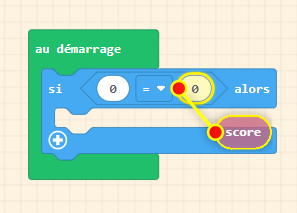 au démarrage
si 0 = 0 alors
score